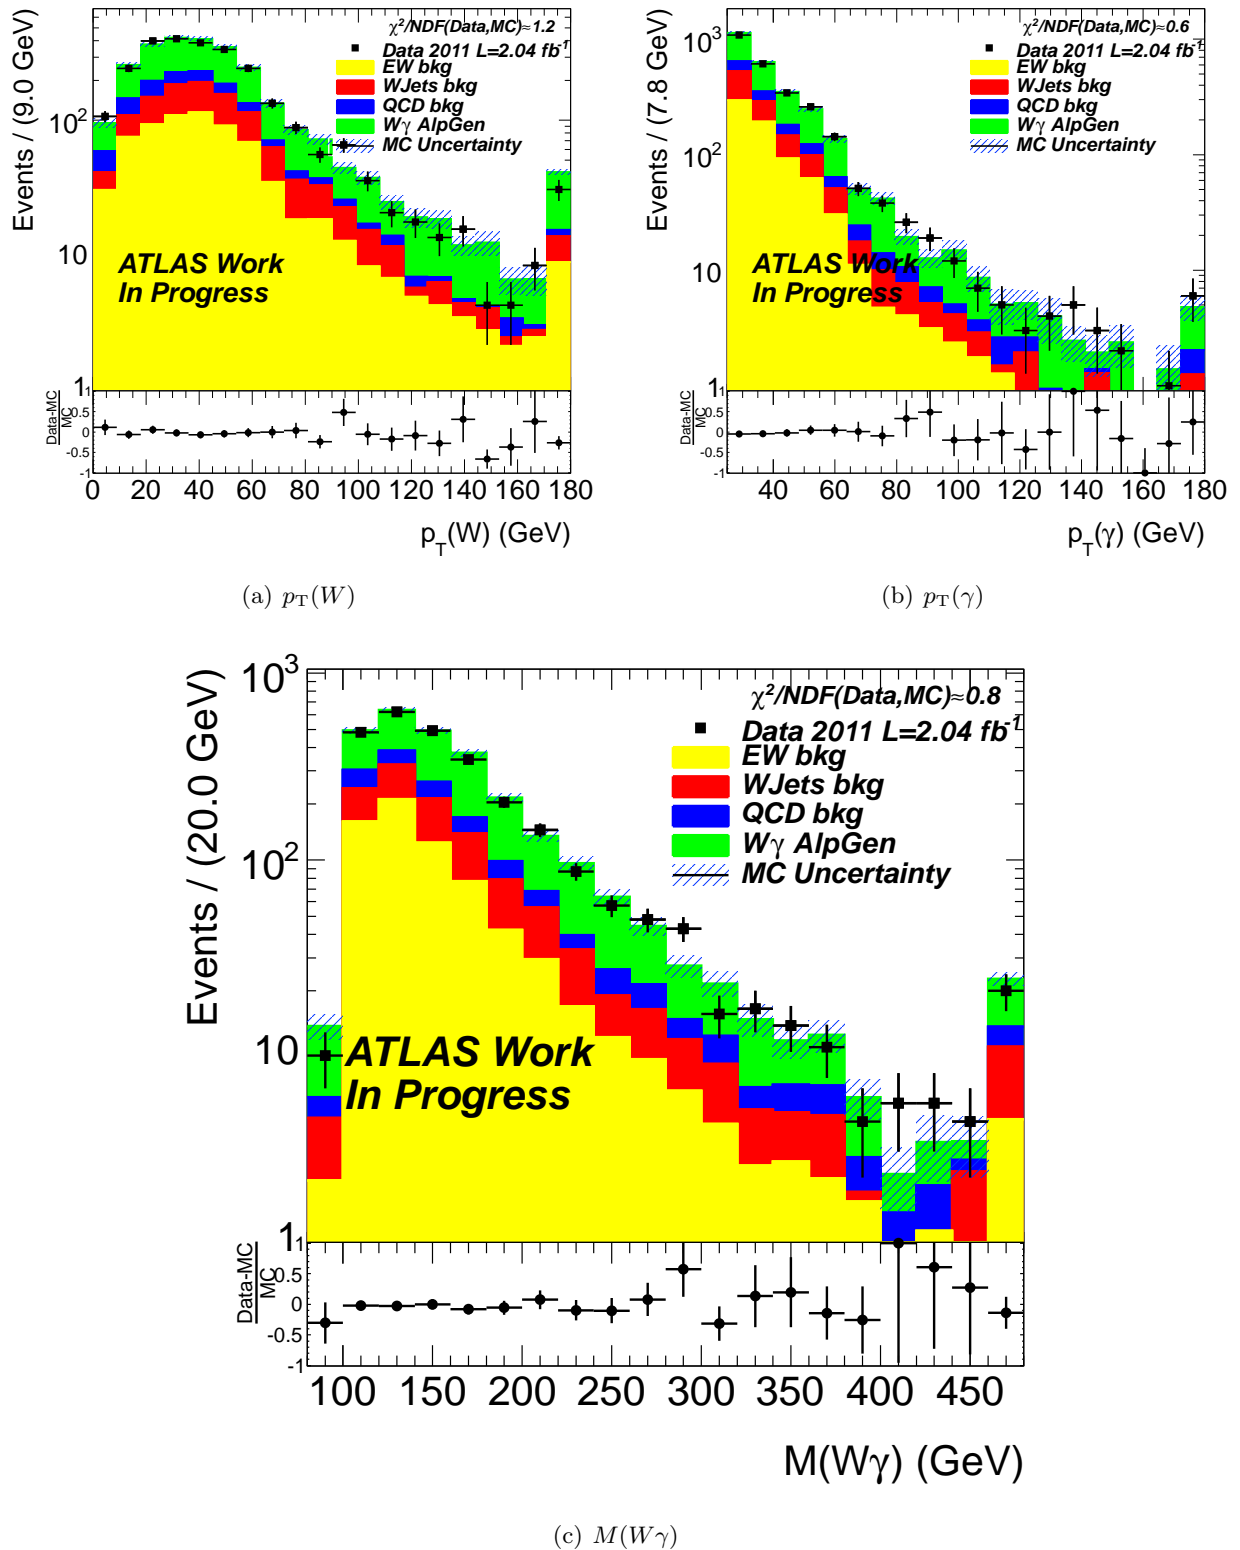 Events / (9.0 GeV)
10²
10
1
χ²/NDF(Data,MC)≈1.2
Data 2011 L=2.04 fb⁻¹
EW bkg
WJets bkg
QCD bkg
Wγ AlpGen
MC Uncertainty
ATLAS Work
In Progress
Data-MC
MC
1
0.5
0
-0.5
-1
0 20 40 60 80 100 120 140 160 180
p_T(W) (GeV)
(a) p_T(W)
Events / (7.8 GeV)
10³
10²
10
1
χ²/NDF(Data,MC)≈0.6
Data 2011 L=2.04 fb⁻¹
EW bkg
WJets bkg
QCD bkg
Wγ AlpGen
MC Uncertainty
ATLAS Work
In Progress
Data-MC
MC
1
0.5
0
-0.5
-1
40 60 80 100 120 140 160 180
p_T(γ) (GeV)
(b) p_T(γ)
Events / (20.0 GeV)
10³
10²
10
1
χ²/NDF(Data,MC)≈0.8
Data 2011 L=2.04 fb⁻¹
EW bkg
WJets bkg
QCD bkg
Wγ AlpGen
MC Uncertainty
ATLAS Work
In Progress
Data-MC
MC
1
0.5
0
-0.5
-1
100 150 200 250 300 350 400 450
M(Wγ) (GeV)
(c) M(Wγ)